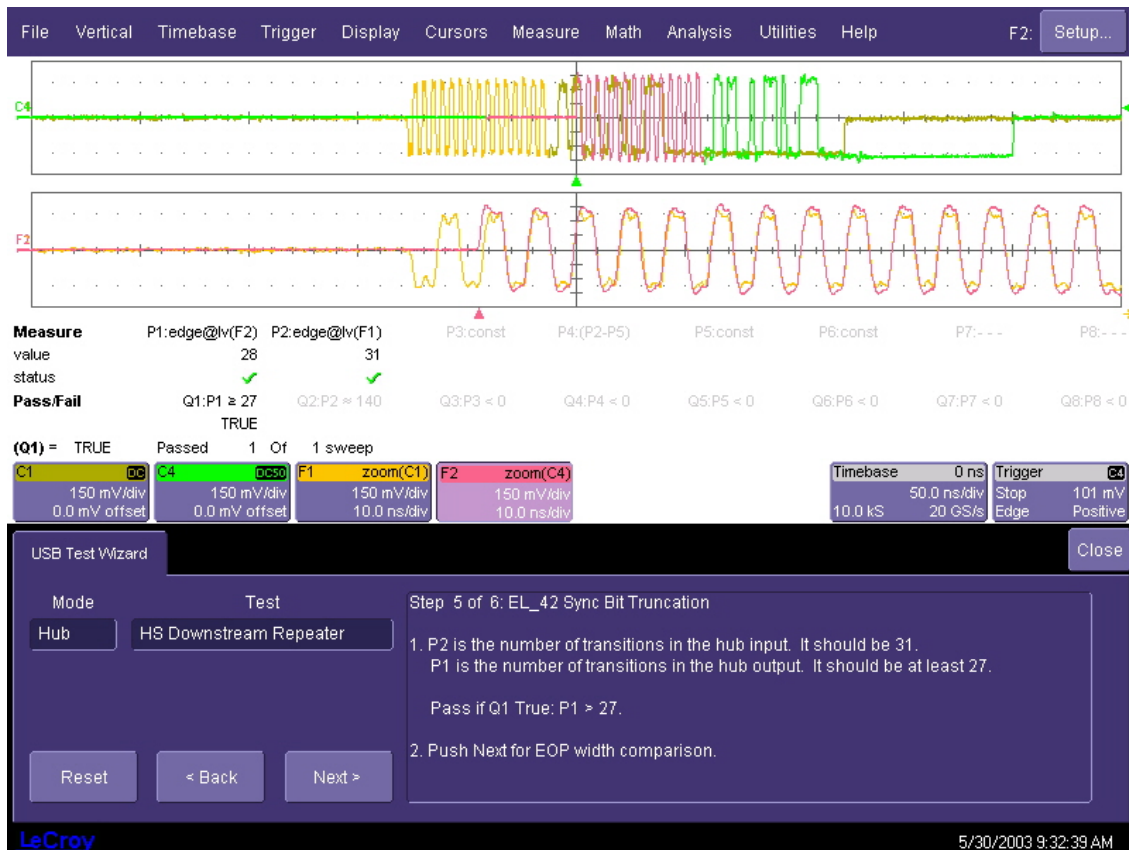 File Vertical Timebase Trigger Display Cursors Measure Math Analysis Utilities Help F2: Setup...
C4
F2
Measure P1:edge@lv(F2) P2:edge@lv(F1) P3:const P4:(P2-P5) P5:const P6:const P7:--- P8:---
value 28 31
status
Pass/Fail Q1:P1 ≥ 27 Q2:P2 ≈ 140 Q3:P3 < 0 Q4:P4 < 0 Q5:P5 < 0 Q6:P6 < 0 Q7:P7 < 0 Q8:P8 < 0
TRUE
(Q1) = TRUE Passed 1 Of 1 sweep
C1 DC C4 DC50 F1 zoom(C1) F2 zoom(C4) Timebase 0 ns Trigger C4
150 mV/div 150 mV/div 150 mV/div 150 mV/div 50.0 ns/div Stop 101 mV
0.0 mV offset 0.0 mV offset 10.0 ns/div 10.0 ns/div 10.0 kS 20 GS/s Edge Positive
USB Test Wizard Close
Mode Test
Hub HS Downstream Repeater
Step 5 of 6: EL_42 Sync Bit Truncation
1. P2 is the number of transitions in the hub input. It should be 31.
P1 is the number of transitions in the hub output. It should be at least 27.
Pass if Q1 True: P1 > 27.
2. Push Next for EOP width comparison.
Reset < Back Next >
LeCroy 5/30/2003 9:32:39 AM